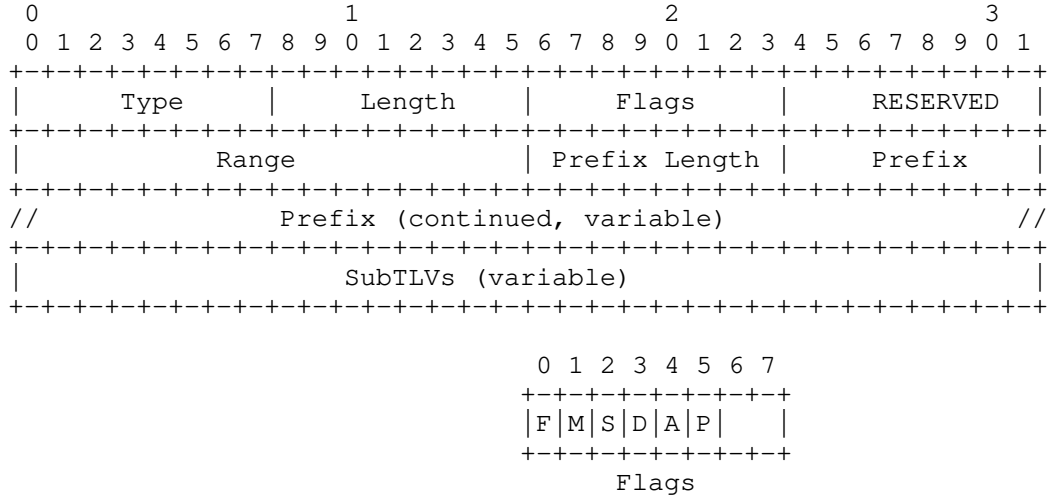 0                   1                   2                   3
 0 1 2 3 4 5 6 7 8 9 0 1 2 3 4 5 6 7 8 9 0 1 2 3 4 5 6 7 8 9 0 1
+-+-+-+-+-+-+-+-+-+-+-+-+-+-+-+-+-+-+-+-+-+-+-+-+-+-+-+-+-+-+-+-+
|      Type     |     Length    |     Flags     |     RESERVED  |
+-+-+-+-+-+-+-+-+-+-+-+-+-+-+-+-+-+-+-+-+-+-+-+-+-+-+-+-+-+-+-+-+
|            Range              | Prefix Length |     Prefix    |
+-+-+-+-+-+-+-+-+-+-+-+-+-+-+-+-+-+-+-+-+-+-+-+-+-+-+-+-+-+-+-+-+
//               Prefix (continued, variable)                  //
+-+-+-+-+-+-+-+-+-+-+-+-+-+-+-+-+-+-+-+-+-+-+-+-+-+-+-+-+-+-+-+-+
|                    SubTLVs (variable)                         |
+-+-+-+-+-+-+-+-+-+-+-+-+-+-+-+-+-+-+-+-+-+-+-+-+-+-+-+-+-+-+-+-+
 0 1 2 3 4 5 6 7
+-+-+-+-+-+-+-+-+
|F|M|S|D|A|P|   |
+-+-+-+-+-+-+-+-+
Flags